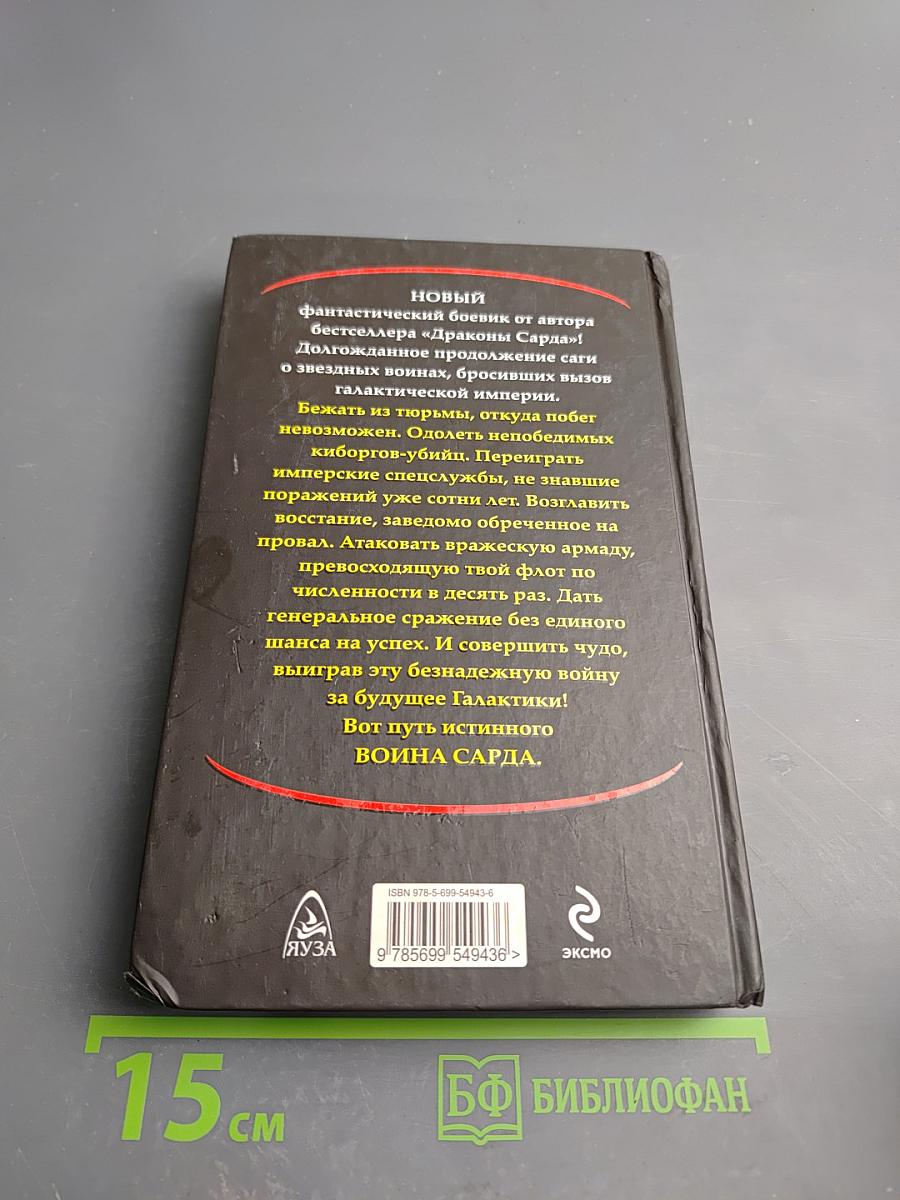 НОВЫЙ
фантастический боевик от автора
бестселлера «Драконы Сарда»!
Долгожданное продолжение саги
о звездных воинах, бросивших вызов
галактической империи.
Бежать из тюрьмы, откуда побег
невозможен. Одолеть непобедимых
киборгов-убийц. Переиграть
имперские спецслужбы, не знавшие
поражений уже сотни лет. Возглавить
восстание, заведомо обреченное на
провал. Атаковать вражескую армаду,
превосходящую твой флот по
численности в десять раз. Дать
генеральное сражение без единого
шанса на успех. И совершить чудо,
выиграв эту безнадежную войну
за будущее Галактики!
Вот путь истинного
ВОИНА САРДА.
ISBN 978-5-699-54943-6
9 785699 549436 >
ЯУЗА
ЭКСМО
15 см
БФ БИБЛИОФАН